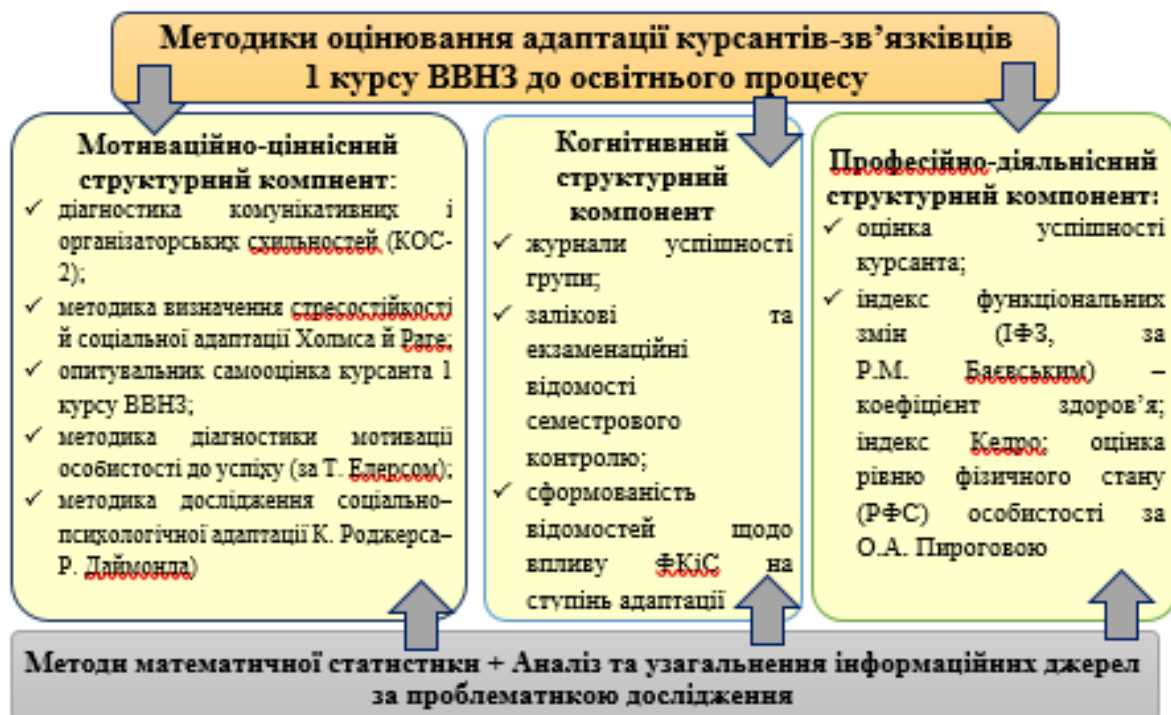 Методики оцінювання адаптації курсантів-зв’язківців
1 курсу ВВНЗ до освітнього процесу
Мотиваційно-ціннісний
структурний компнент:
✓ діагностика комунікативних і
організаторських схильностей (КОС-
2);
✓ методика визначення стресостійкості
й соціальної адаптації Холмса й Раге;
✓ опитувальник самооцінка курсанта 1
курсу ВВНЗ;
✓ методика діагностики мотивації
особистості до успіху (за Т. Елерсом);
✓ методика дослідження соціально–
психологічної адаптації К. Роджерса–
Р. Даймонда)
Когнітивний
структурний
компонент
✓ журнали успішності
групи;
✓ залікові та
екзаменаційні
відомості
семестрового
контролю;
✓ сформованість
відомостей щодо
впливу ФКіС на
ступінь адаптації
Професійно-діяльнісний
структурний компонент:
✓ оцінка успішності
курсанта;
✓ індекс функціональних
змін (ІФЗ, за
Р.М. Баєвським) –
коефіцієнт здоров’я;
індекс Кедро; оцінка
рівню фізичного стану
(РФС) особистості за
О.А. Пироговою
Методи математичної статистики + Аналіз та узагальнення інформаційних джерел
за проблематикою дослідження